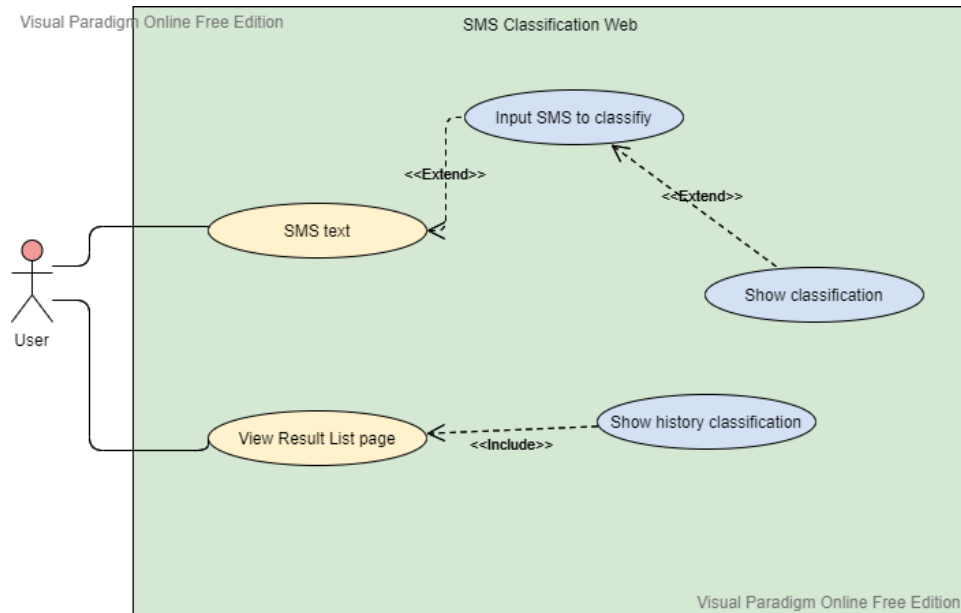 Visual Paradigm Online Free Edition
SMS Classification Web
Input SMS to classifiy
<<Extend>>
<<Extend>>
SMS text
Show classification
User
Show history classification
View Result List page
<<Include>>
Visual Paradigm Online Free Edition